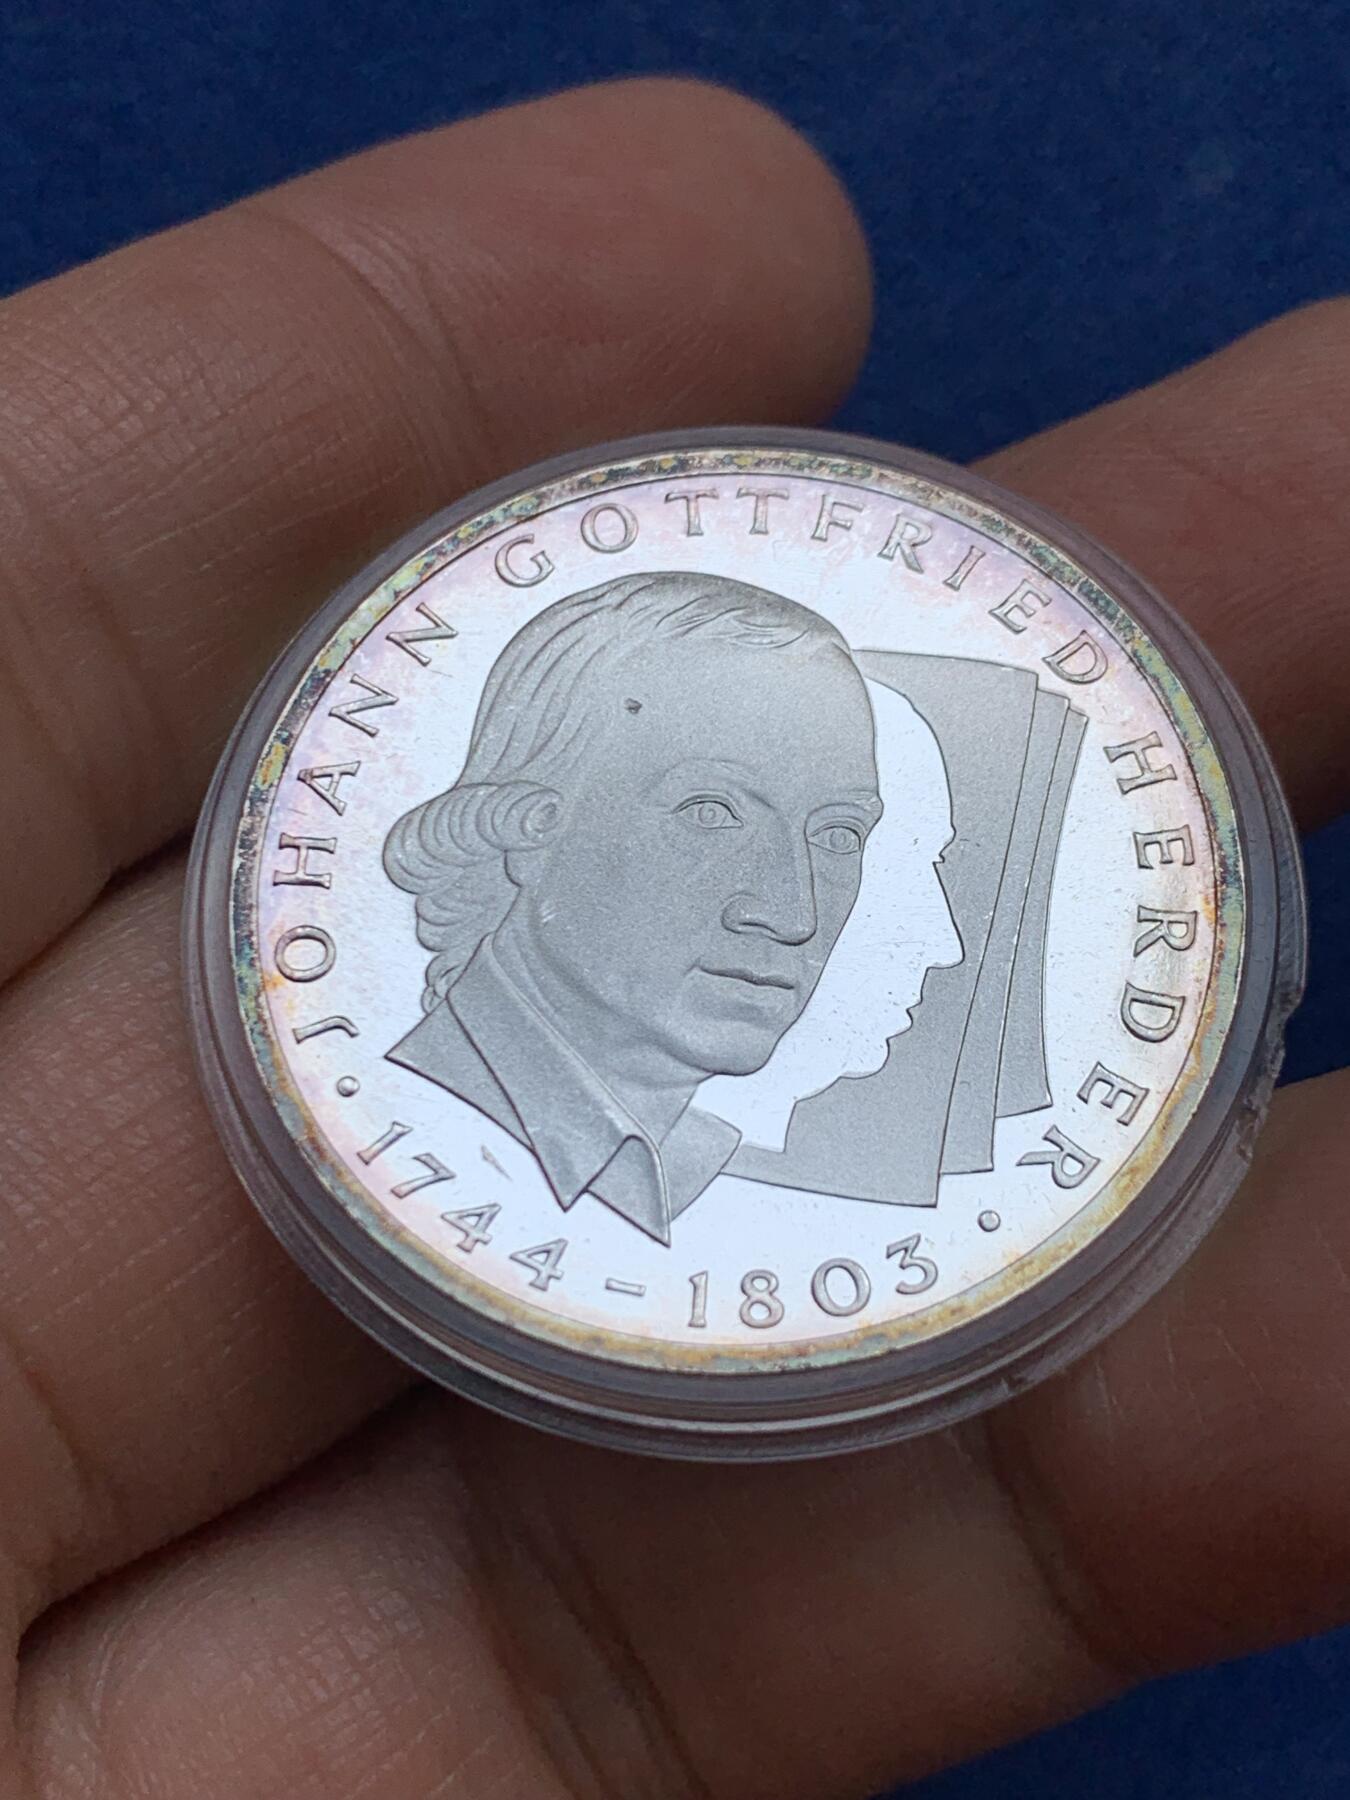 JOHANN GOTTFRIED HERDER
· 1744 - 1803 ·